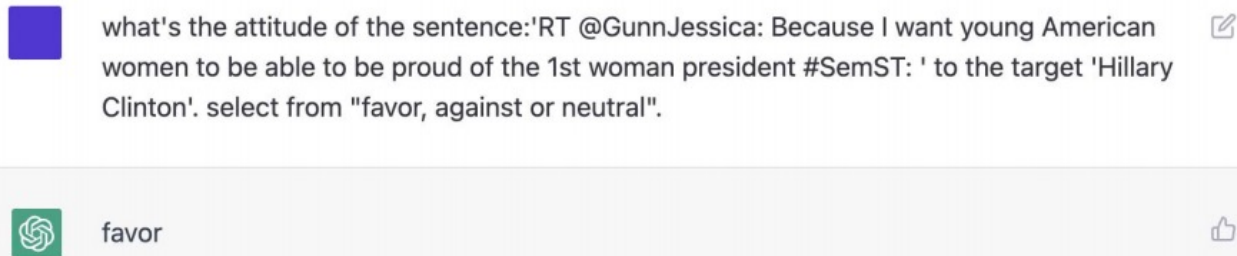 what's the attitude of the sentence:'RT @GunnJessica: Because I want young American
women to be able to be proud of the 1st woman president #SemST: ' to the target 'Hillary
Clinton'. select from "favor, against or neutral".
favor